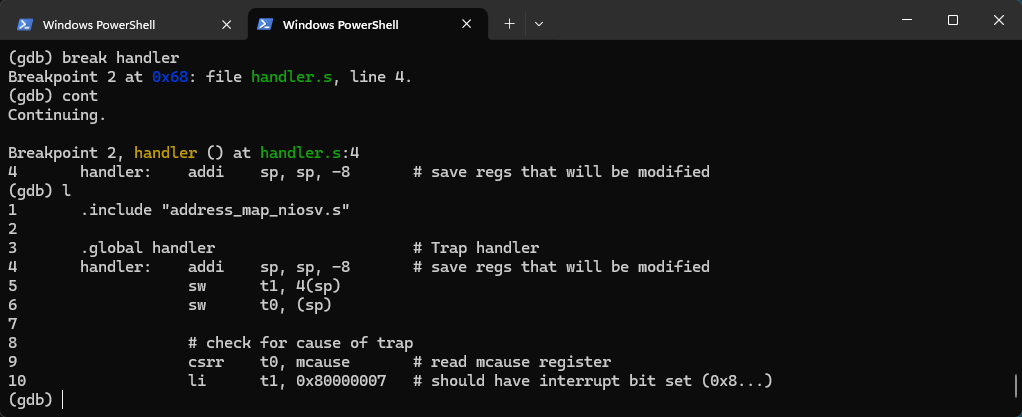 Windows PowerShell
Windows PowerShell
(gdb) break handler
Breakpoint 2 at 0x68: file handler.s, line 4.
(gdb) cont
Continuing.
Breakpoint 2, handler () at handler.s:4
4       handler:    addi    sp, sp, -8      # save regs that will be modified
(gdb) l
1       .include "address_map_niosv.s"
2
3       .global handler                     # Trap handler
4       handler:    addi    sp, sp, -8      # save regs that will be modified
5                   sw      t1, 4(sp)
6                   sw      t0, (sp)
7
8                   # check for cause of trap
9                   csrr    t0, mcause      # read mcause register
10                  li      t1, 0x80000007  # should have interrupt bit set (0x8...)
(gdb)